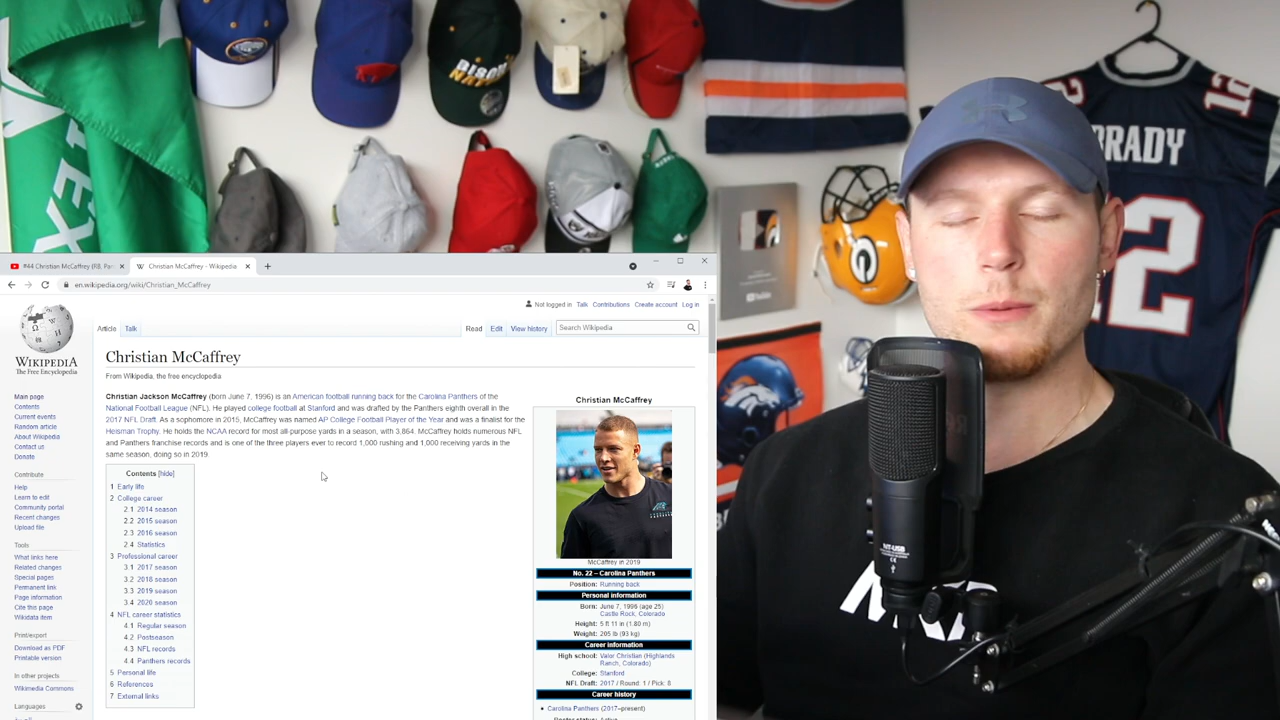 BISON
NATION
BRADY
12
12
2
#44 Christian McCaffrey (RB, Pan
Christian McCaffrey - Wikipedia
en.wikipedia.org/wiki/Christian_McCaffrey
Not logged in Talk Contributions Create account Log in
Article Talk Read Edit View history Search Wikipedia
WIKIPEDIA
The Free Encyclopedia
Christian McCaffrey
From Wikipedia, the free encyclopedia
Christian Jackson McCaffrey (born June 7, 1996) is an American football running back for the Carolina Panthers of the
National Football League (NFL). He played college football at Stanford and was drafted by the Panthers eighth overall in the
2017 NFL Draft. As a sophomore in 2015, McCaffrey was named AP College Football Player of the Year and was a finalist for the
Heisman Trophy. He holds the NCAA record for most all-purpose yards in a season, with 3,864. McCaffrey holds numerous NFL
and Panthers franchise records and is one of the three players ever to record 1,000 rushing and 1,000 receiving yards in the
same season, doing so in 2019.
Main page
Contents
Current events
Random article
About Wikipedia
Contact us
Donate
Contribute
Help
Learn to edit
Community portal
Recent changes
Upload file
Tools
What links here
Related changes
Special pages
Permanent link
Page information
Cite this page
Wikidata item
Print/export
Download as PDF
Printable version
In other projects
Wikimedia Commons
Languages
Contents [hide]
1 Early life
2 College career
2.1 2014 season
2.2 2015 season
2.3 2016 season
2.4 Statistics
3 Professional career
3.1 2017 season
3.2 2018 season
3.3 2019 season
3.4 2020 season
4 NFL career statistics
4.1 Regular season
4.2 Postseason
4.3 NFL records
4.4 Panthers records
5 Personal life
6 References
7 External links
Christian McCaffrey
McCaffrey in 2019
No. 22 – Carolina Panthers
Position: Running back
Personal information
Born: June 7, 1996 (age 25)
Castle Rock, Colorado
Height: 5 ft 11 in (1.80 m)
Weight: 205 lb (93 kg)
Career information
High school: Valor Christian (Highlands
Ranch, Colorado)
College: Stanford
NFL Draft: 2017 / Round: 1 / Pick: 8
Career history
Carolina Panthers (2017–present)
G
NT-USB